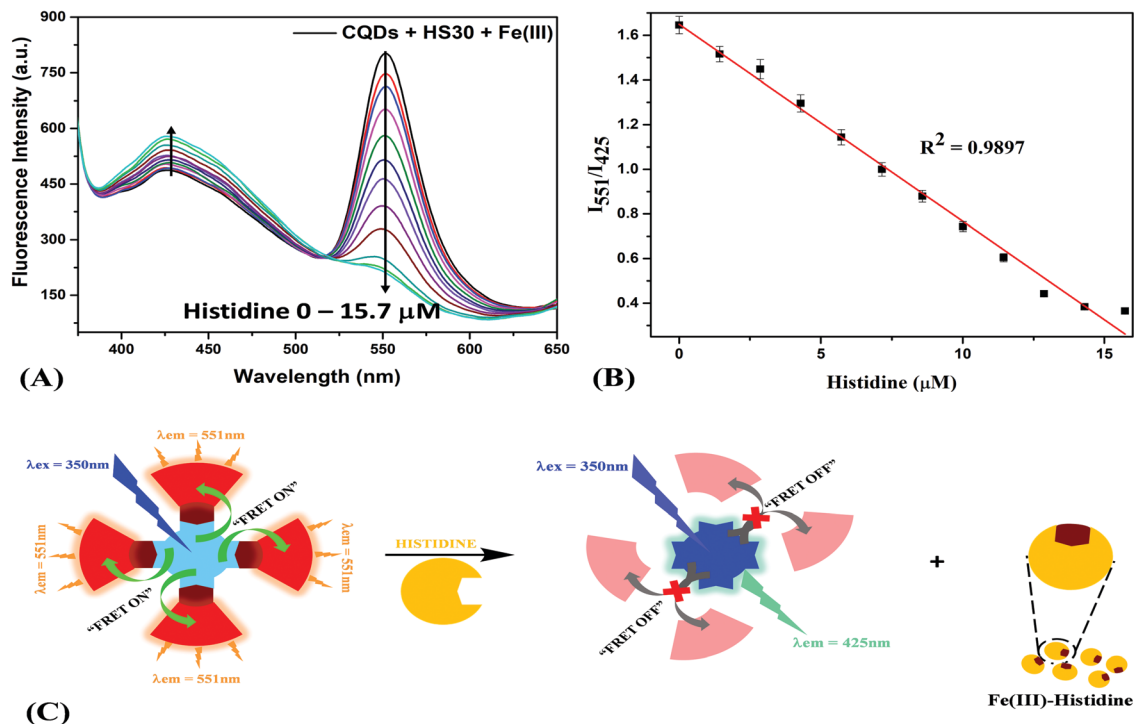 900
750
600
450
300
150
Fluorescence Intensity (a.u.)
CQDs + HS30 + Fe(III)
Histidine 0 – 15.7 μM
400 450 500 550 600 650
Wavelength (nm)
(A)
1.6
1.4
1.2
1.0
0.8
0.6
0.4
I551/I425
R² = 0.9897
0 5 10 15
Histidine (μM)
(B)
λem = 551nm
λex = 350nm
"FRET ON"
λem = 551nm
λem = 551nm
"FRET ON"
λem = 551nm
HISTIDINE
λex = 350nm
"FRET OFF"
"FRET OFF"
λem = 425nm
+
Fe(III)-Histidine
(C)